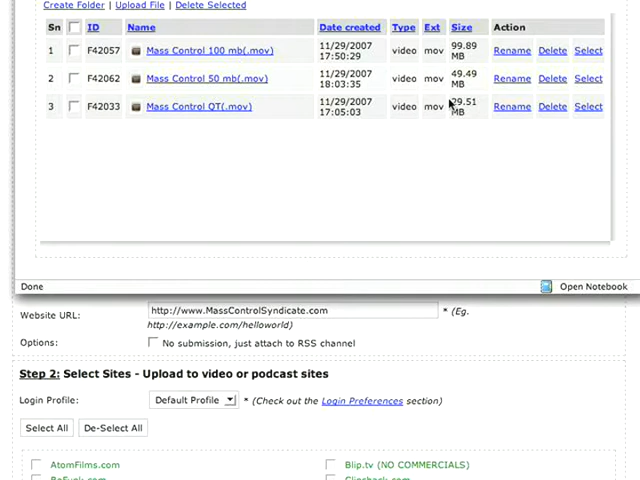 Create Folder | Upload File | Delete Selected
Sn ID Name Date created Type Ext Size Action
1 F42057 Mass Control 100 mb(.mov) 11/29/2007 17:50:29 video mov 99.89 MB Rename Delete Select
2 F42062 Mass Control 50 mb(.mov) 11/29/2007 18:03:35 video mov 49.49 MB Rename Delete Select
3 F42033 Mass Control QT(.mov) 11/29/2007 17:05:03 video mov 29.51 MB Rename Delete Select
Done Open Notebook
Website URL: http://www.MassControlSyndicate.com * (Eg.
http://example.com/helloworld)
Options: No submission, just attach to RSS channel
Step 2: Select Sites - Upload to video or podcast sites
Login Profile: Default Profile * (Check out the Login Preferences section)
Select All De-Select All
AtomFilms.com Blip.tv (NO COMMERCIALS)